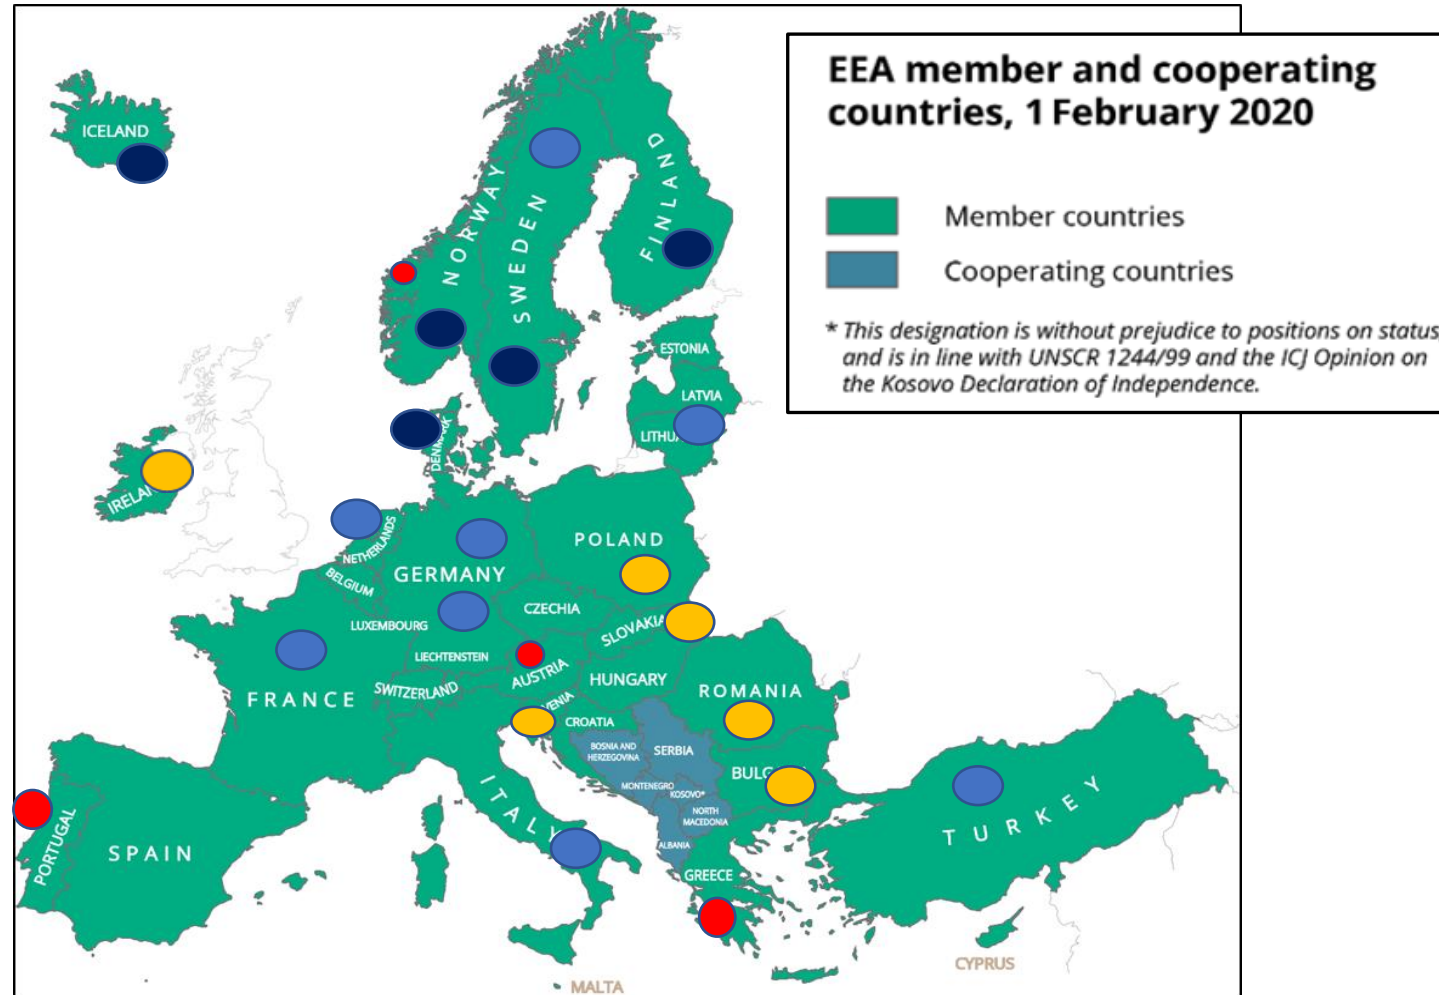 EEA member and cooperating
countries, 1 February 2020
Member countries
Cooperating countries
* This designation is without prejudice to positions on status,
and is in line with UNSCR 1244/99 and the ICJ Opinion on
the Kosovo Declaration of Independence.
ICELAND
NORWAY
SWEDEN
FINLAND
ESTONIA
LATVIA
LITHU
DENMARK
IRELA
NETHERLANDS
BELGIUM
GERMANY
POLAND
LUXEMBOURG
CZECHIA
SLOVAKIA
LIECHTENSTEIN
AUSTRIA
SWITZERLAND
HUNGARY
FRANCE
VENIA
CROATIA
ROMANIA
BOSNIA AND
HERZEGOVINA
SERBIA
MONTENEGRO
KOSOVO*
BULG
NORTH
MACEDONIA
ALBANIA
ITALY
PORTUGAL
SPAIN
GREECE
TURKEY
CYPRUS
MALTA